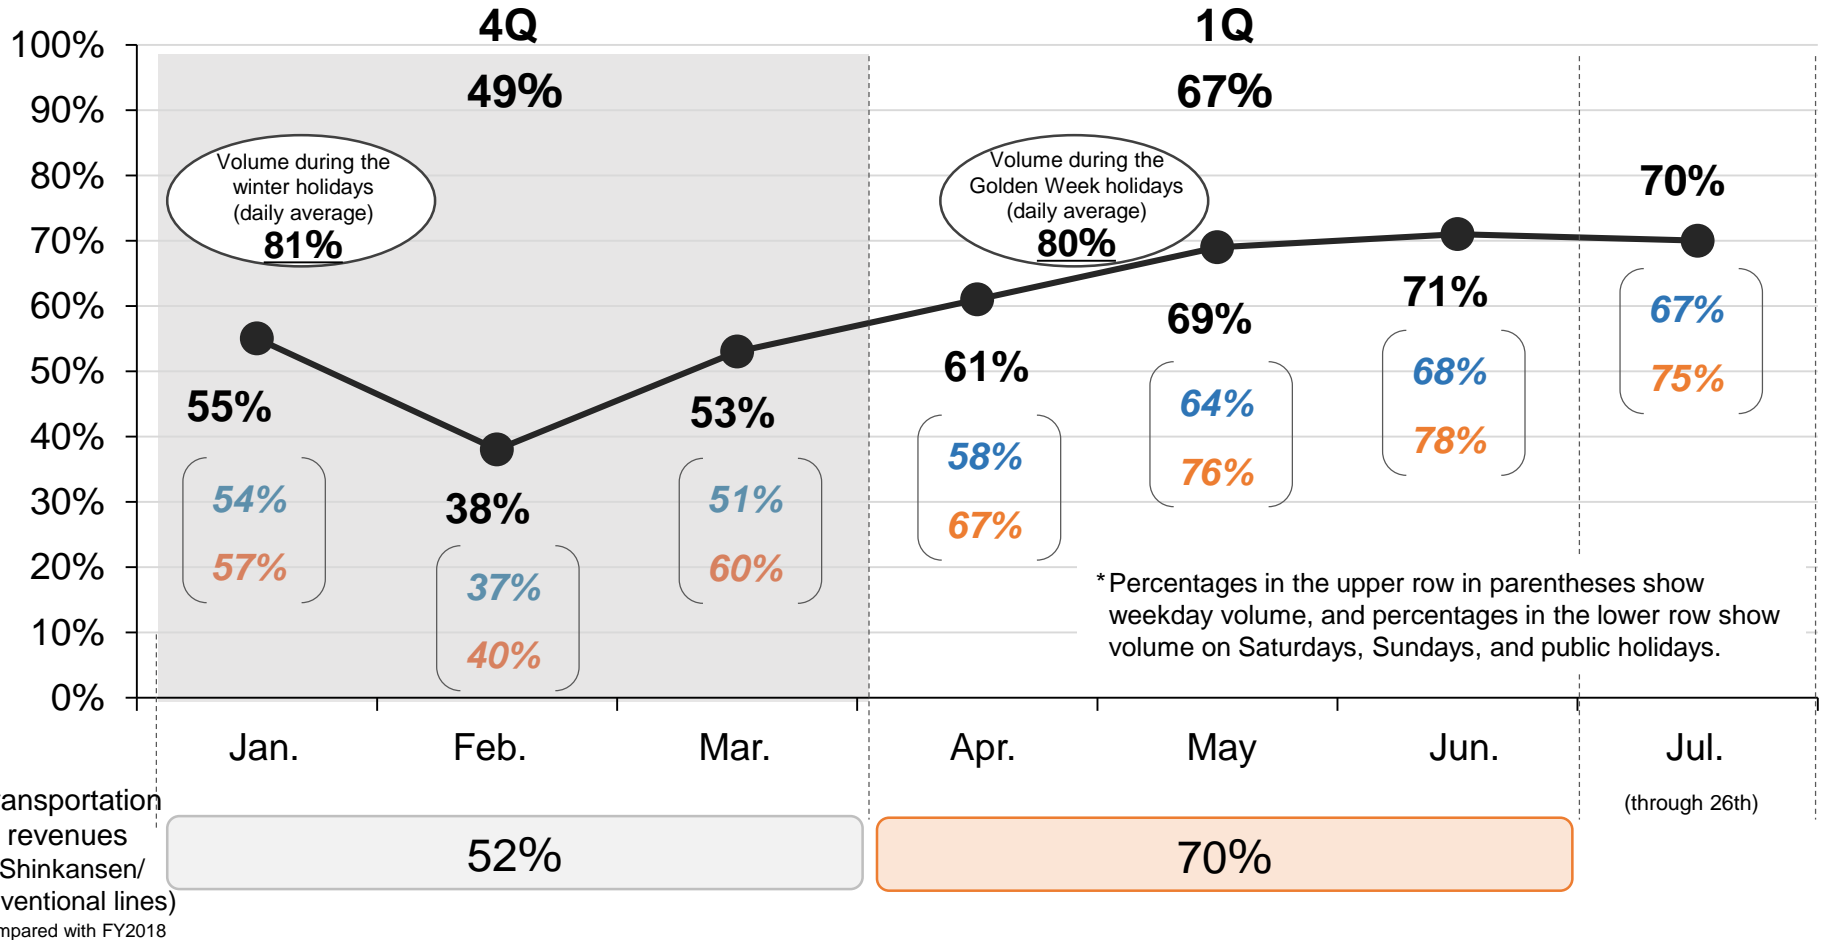 4Q
1Q
100%
90%
80%
70%
60%
50%
40%
30%
20%
10%
0%
49%
67%
Volume during the
winter holidays
(daily average)
81%
Volume during the
Golden Week holidays
(daily average)
80%
55%
54%
57%
38%
37%
40%
53%
51%
60%
61%
58%
67%
69%
64%
76%
71%
68%
78%
70%
67%
75%
*Percentages in the upper row in parentheses show
weekday volume, and percentages in the lower row show
volume on Saturdays, Sundays, and public holidays.
Jan.
Feb.
Mar.
Apr.
May
Jun.
Jul.
(through 26th)
ansportation
revenues
Shinkansen/
ventional lines)
mpared with FY2018
52%
70%